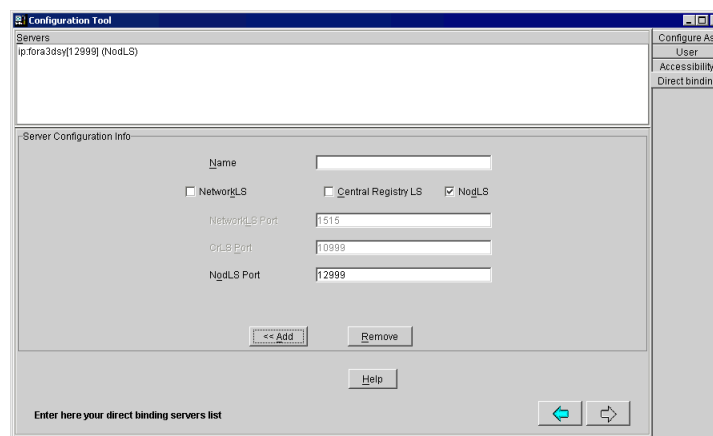 Configuration Tool
Servers
ip:fora3dsy[12999] (NodLS)
Configure As
User
Accessibility
Direct bindin
Server Configuration Info
Name
NetworkLS
Central Registry LS
NodLS
NetworkLS Port
1515
CrLS Port
10999
NodLS Port
12999
<< Add
Remove
Help
Enter here your direct binding servers list